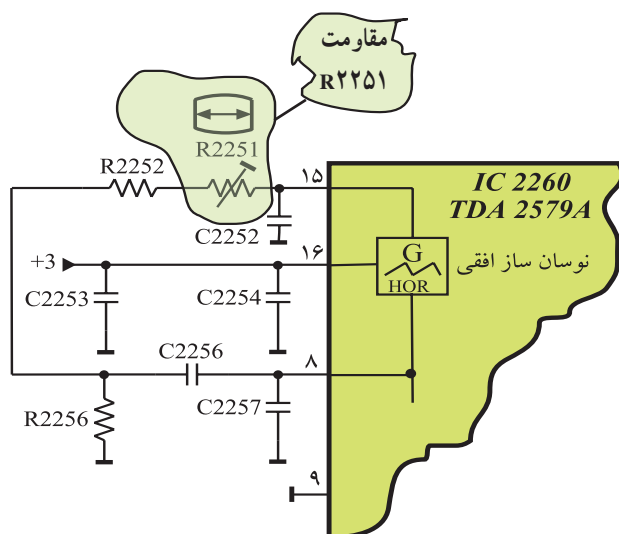 مقاومت
R۲۲۵۱
R2251
R2252
۱۵
IC 2260
TDA 2579A
C2252
۱۶
+3
G
HOR
نوسان ساز افقی
C2253
C2254
C2256
۸
R2256
C2257
۹